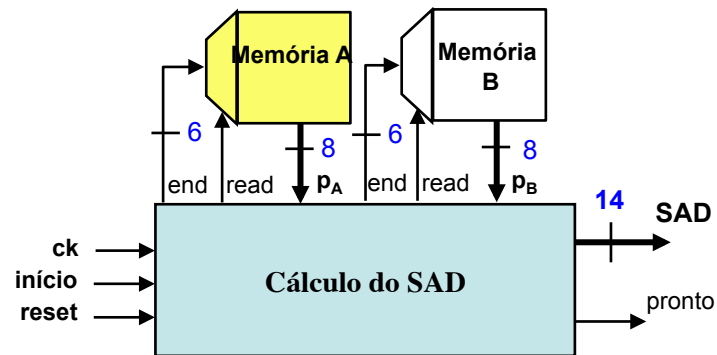 Memória A
Memória
B
6
8
6
8
end
read
pA
end
read
pB
14
SAD
ck
início
reset
Cálculo do SAD
pronto